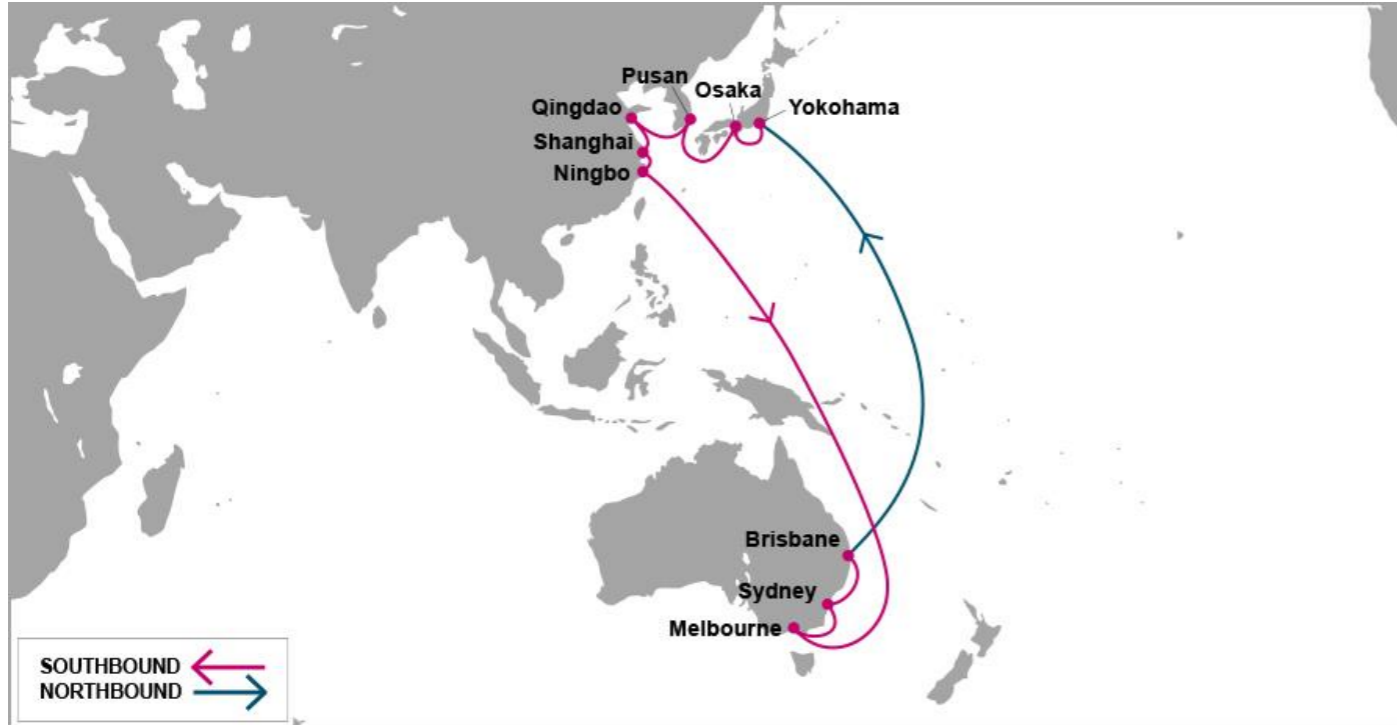 Pusan
Osaka
Qingdao
Yokohama
Shanghai
Ningbo
Brisbane
Sydney
Melbourne
SOUTHBOUND
NORTHBOUND